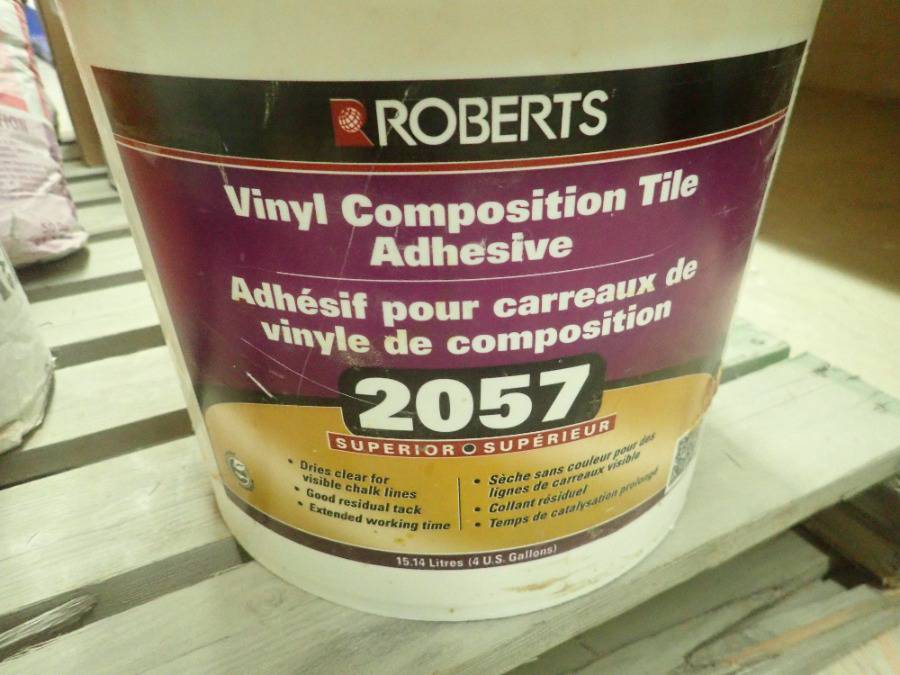 ROBERTS
Vinyl Composition Tile
Adhesive
Adhésif pour carreaux de
vinyle de composition
2057
SUPERIOR • SUPÉRIEUR
• Dries clear for
visible chalk lines
• Good residual tack
• Extended working time
• Sèche sans couleur pour des
lignes de carreaux visible
• Collant résiduel
• Temps de catalysation prolongé
15.14 Litres (4 U.S. Gallons)